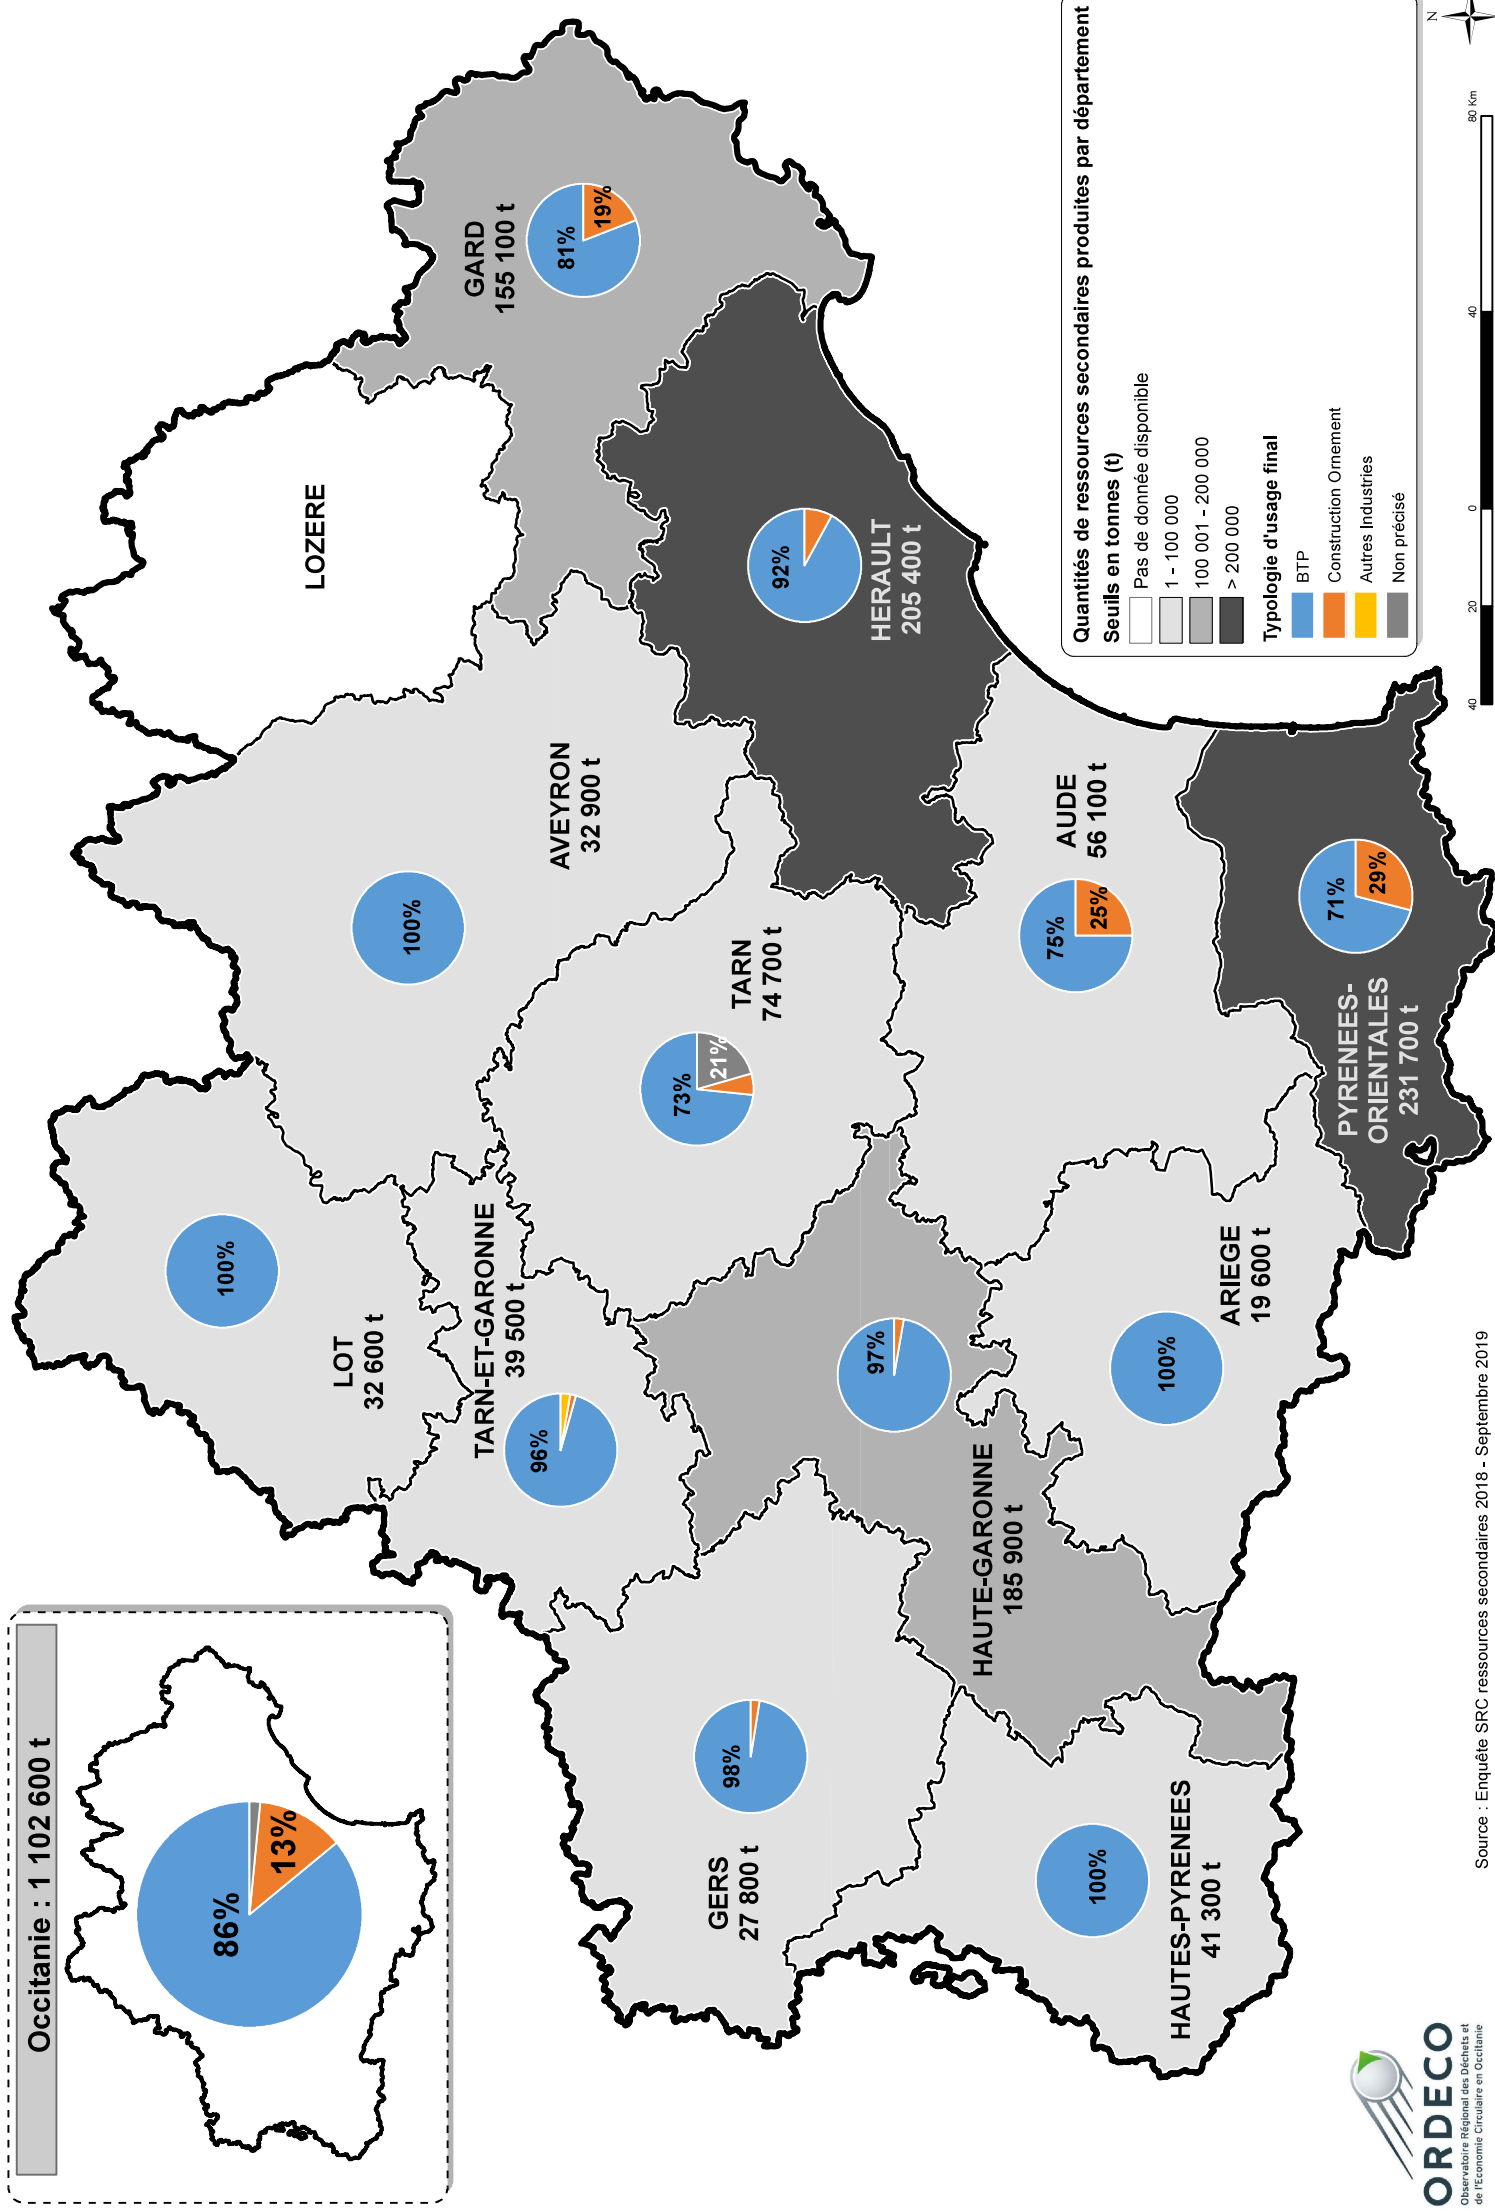 Occitanie : 1 102 600 t
86%
13%
LOZERE
GARD
155 100 t
81%
19%
LOT
32 600 t
100%
AVEYRON
32 900 t
100%
TARN-ET-GARONNE
39 500 t
96%
TARN
74 700 t
73%
21%
HERAULT
205 400 t
92%
GERS
27 800 t
98%
HAUTE-GARONNE
185 900 t
97%
AUDE
56 100 t
75%
25%
HAUTES-PYRENEES
41 300 t
100%
ARIEGE
19 600 t
100%
PYRENEES-
ORIENTALES
231 700 t
71%
29%
Quantités de ressources secondaires produites par département
Seuils en tonnes (t)
Pas de donnée disponible
1 - 100 000
100 001 - 200 000
> 200 000
Typologie d'usage final
BTP
Construction Ornement
Autres Industries
Non précisé
N
40 20 0 40 80 Km
ORDECO
Observatoire Régional des Déchets et
de l'Economie Circulaire en Occitanie
Source : Enquête SRC ressources secondaires 2018 - Septembre 2019